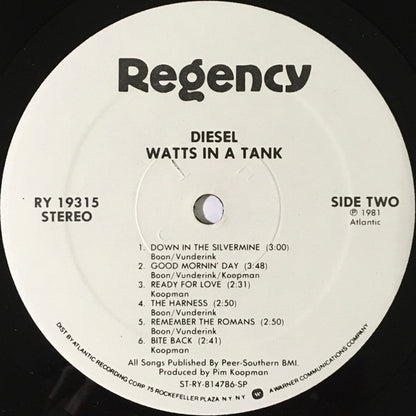 Regency
DIESEL
WATTS IN A TANK
RY 19315
STEREO
SIDE TWO
℗ 1981
Atlantic
1. DOWN IN THE SILVERMINE (3:00)
Boon/Vunderink
2. GOOD MORNIN' DAY (3:48)
Boon/Vunderink/Koopman
3. READY FOR LOVE (2:31)
Koopman
4. THE HARNESS (2:50)
Boon/Vunderink
5. REMEMBER THE ROMANS (2:50)
Boon/Vunderink
6. BITE BACK (2:41)
Koopman
All Songs Published By Peer-Southern BMI.
Produced by Pim Koopman
ST-RY-814786-SP
DIST. BY ATLANTIC RECORDING CORP. 75 ROCKEFELLER PLAZA N.Y. N.Y. W A WARNER COMMUNICATIONS COMPANY